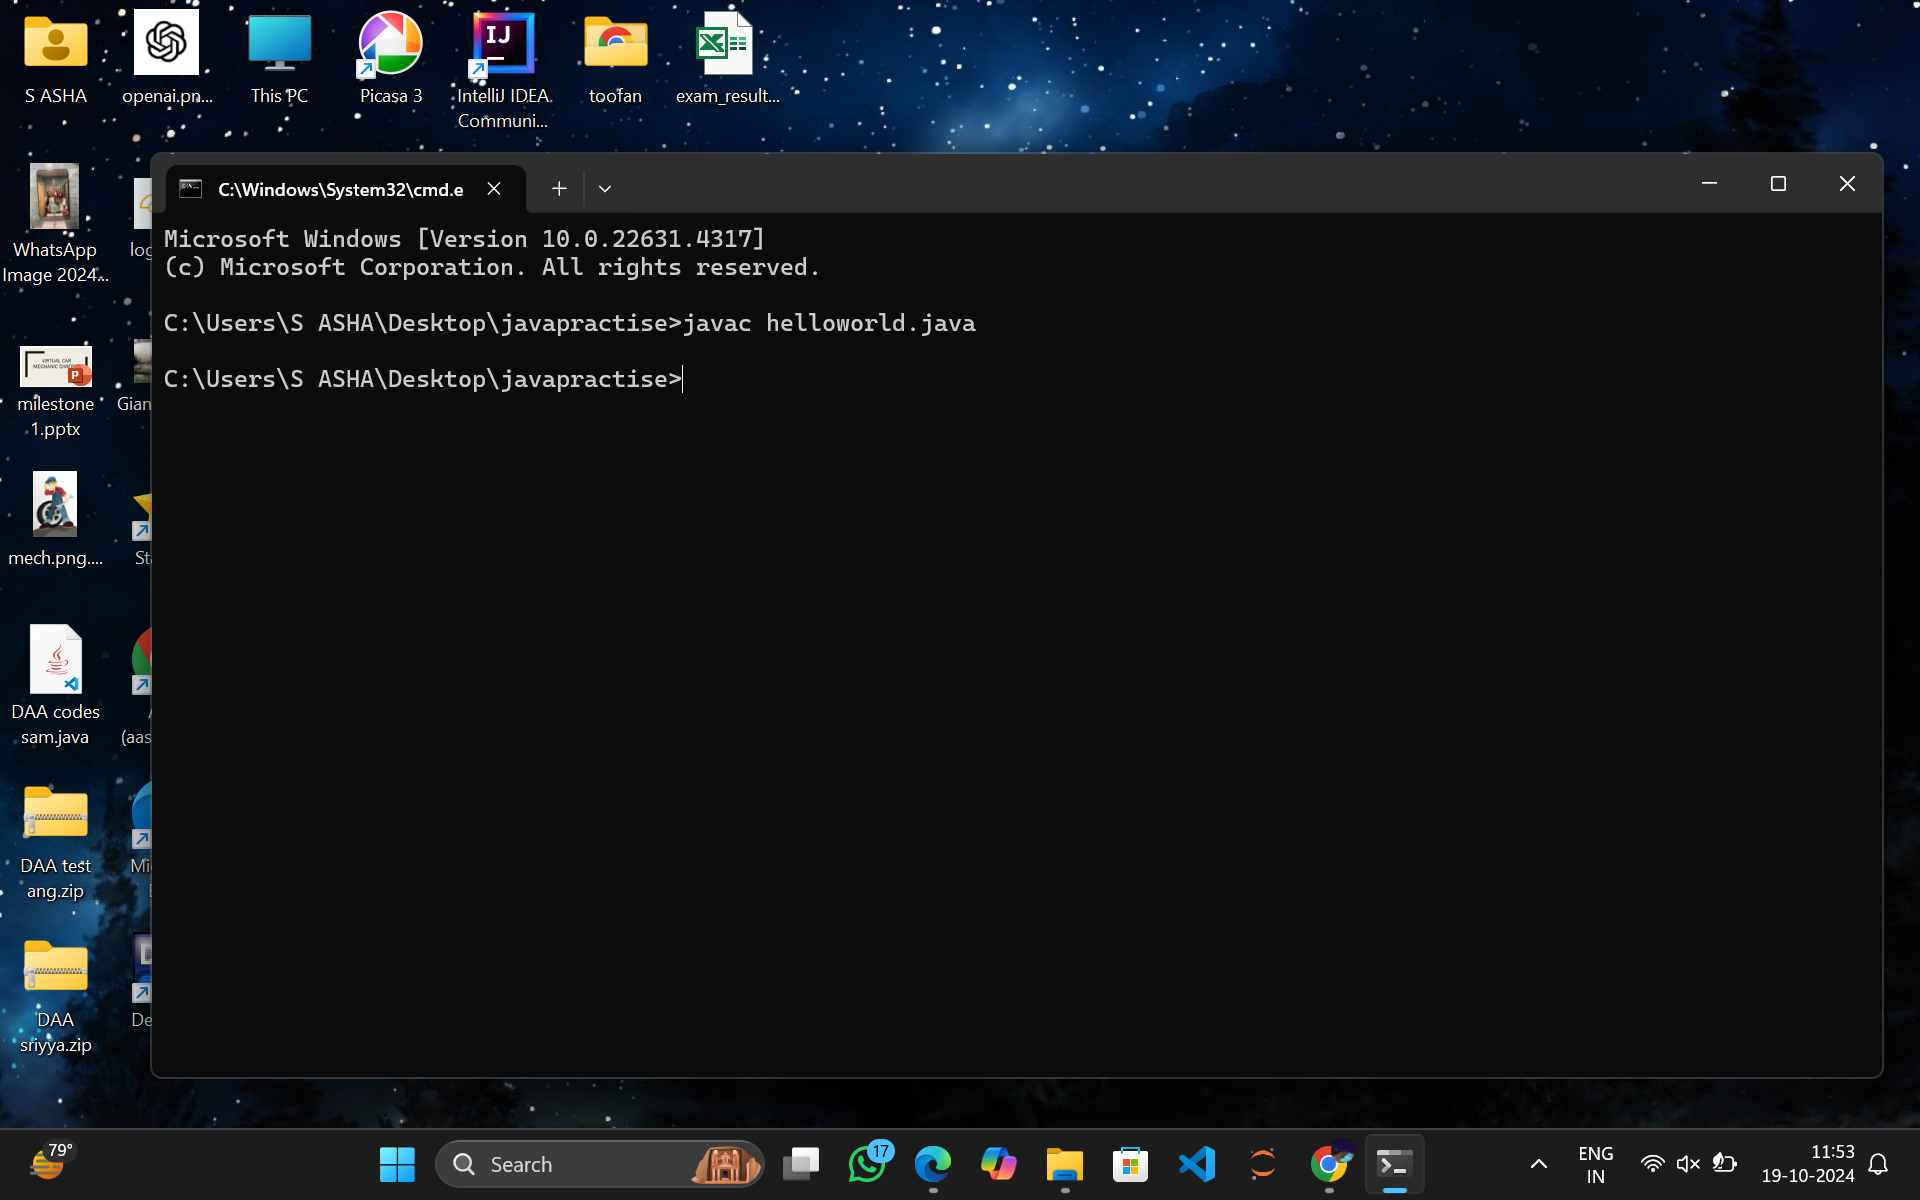 S ASHA
openai.pn...
This PC
Picasa 3
IntelliJ IDEA
Communi...
toofan
exam_result...
WhatsApp
Image 2024...
log
milestone
1.pptx
Gian
mech.png....
St
DAA codes
sam.java
(aas
DAA test
ang.zip
Mi
DAA
sriyya.zip
De
C:\Windows\System32\cmd.e
Microsoft Windows [Version 10.0.22631.4317]
(c) Microsoft Corporation. All rights reserved.
C:\Users\S ASHA\Desktop\javapractise>javac helloworld.java
C:\Users\S ASHA\Desktop\javapractise>
79°
Search
17
ENG
IN
11:53
19-10-2024